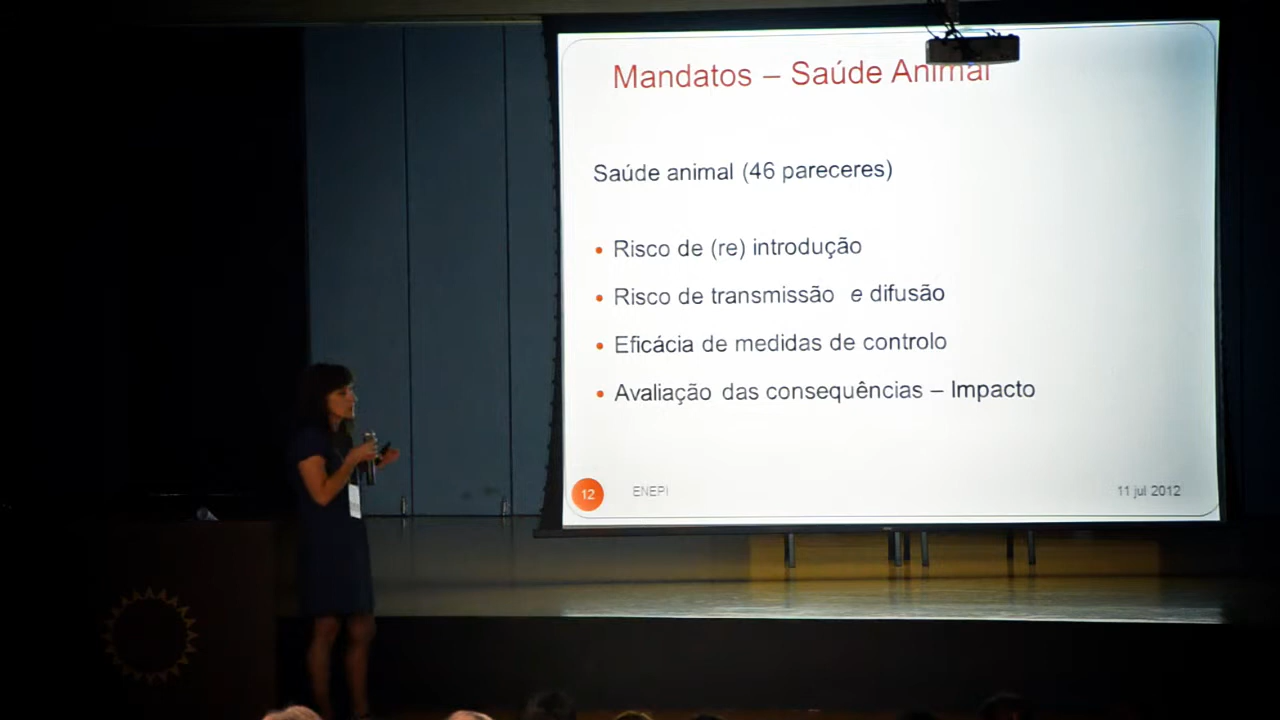 Mandatos – Saúde Animal
Saúde animal (46 pareceres)
• Risco de (re) introdução
• Risco de transmissão e difusão
• Eficácia de medidas de controlo
• Avaliação das consequências – Impacto
12 ENEPI 11 jul 2012